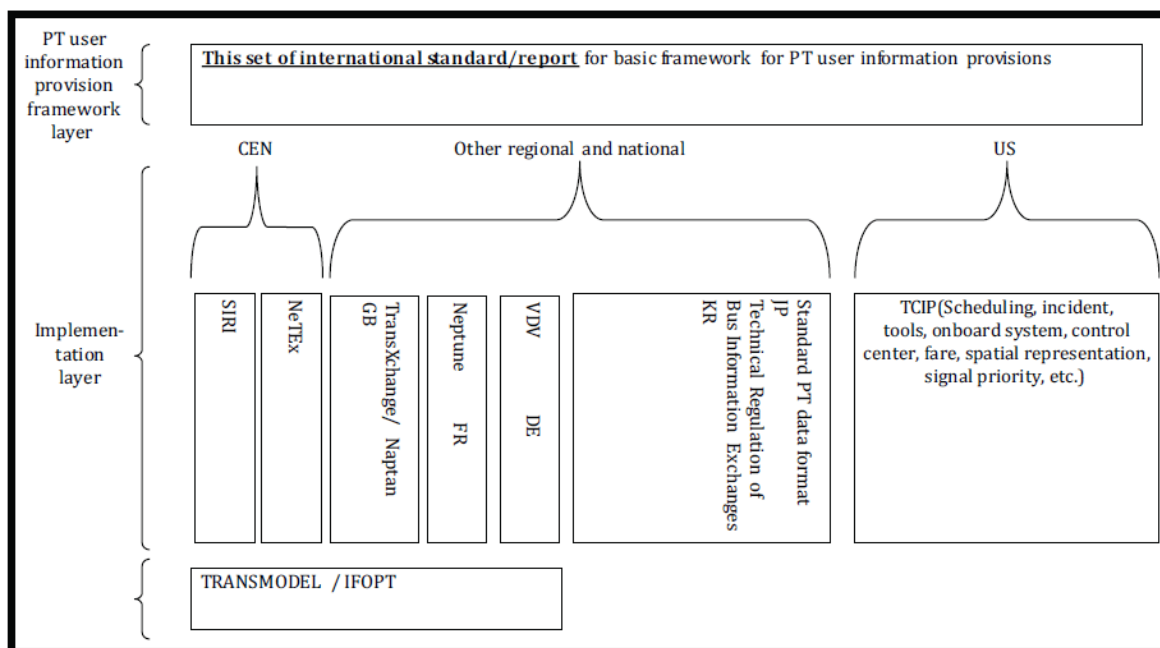 PT user
information
provision
framework
layer
This set of international standard/report for basic framework for PT user information provisions
CEN
Other regional and national
US
Implemen-
tation
layer
SIRI
NeTEx
TransXchange/ Naptan
GB
Neptune FR
VDV DE
Standard PT data format
JP
Technical Regulation of
Bus Information Exchanges
KR
TCIP(Scheduling, incident,
tools, onboard system, control
center, fare, spatial representation,
signal priority, etc.)
TRANSMODEL / IFOPT